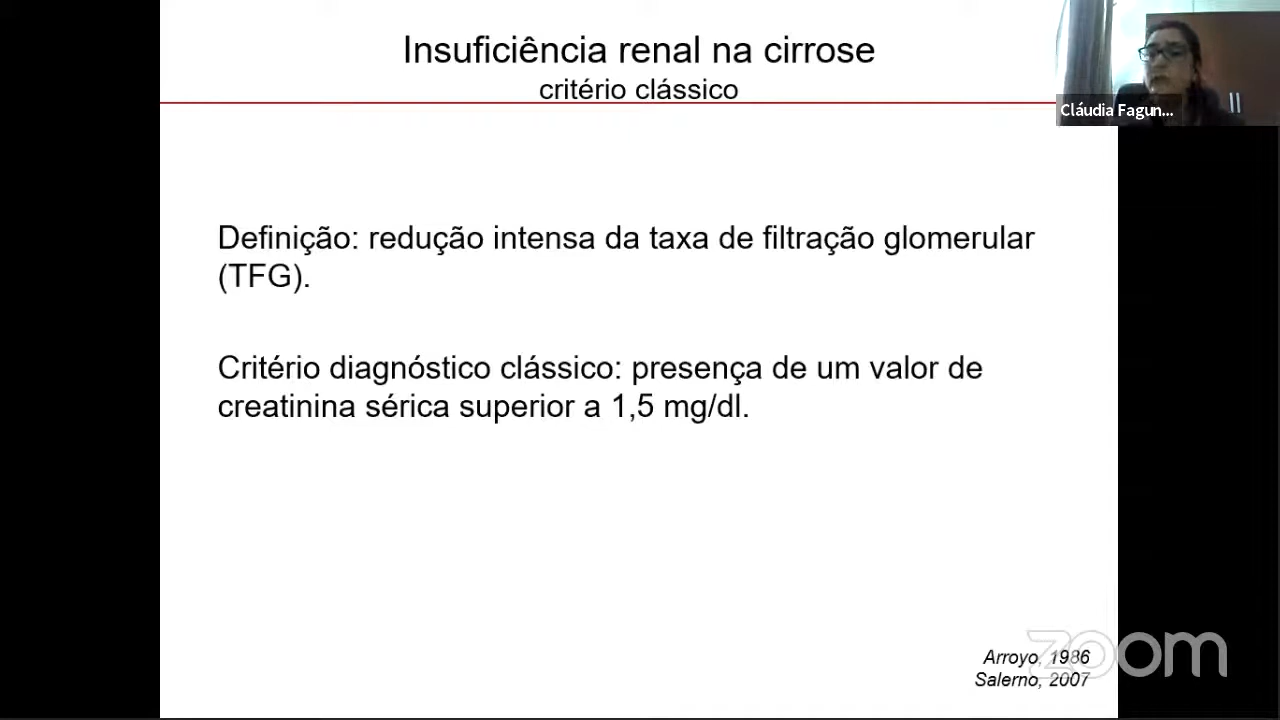 Insuficiência renal na cirrose
critério clássico
Cláudia Fagun...
Definição: redução intensa da taxa de filtração glomerular
(TFG).
Critério diagnóstico clássico: presença de um valor de
creatinina sérica superior a 1,5 mg/dl.
Arroyo, 1986
Salerno, 2007
zoom